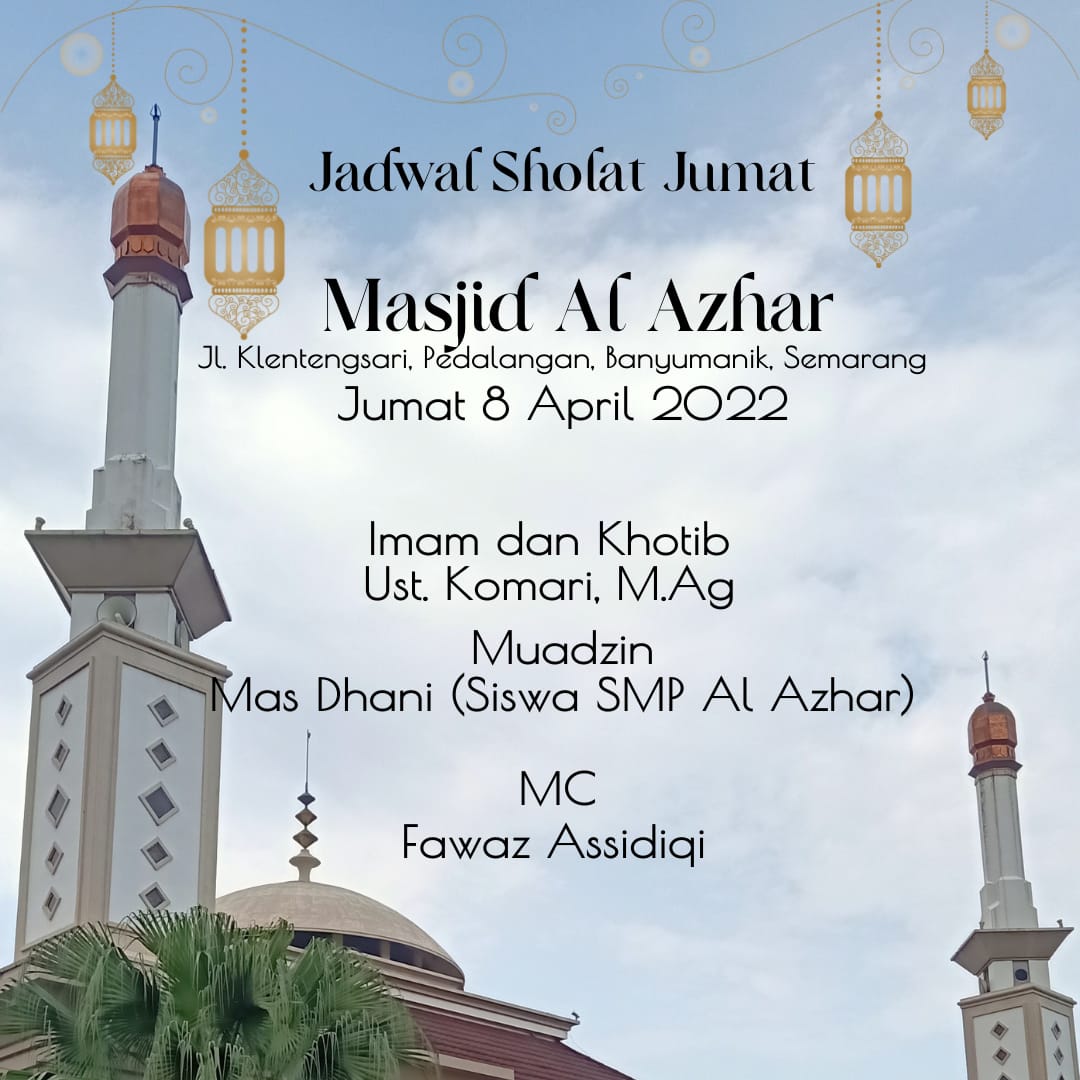 Jadwal Sholat Jumat
Masjid Al Azhar
Jl. Klentengsari, Pedalangan, Banyumanik, Semarang
Jumat 8 April 2022
Imam dan Khotib
Ust. Komari, M.Ag
Muadzin
Mas Dhani (Siswa SMP Al Azhar)
MC
Fawaz Assidiqi